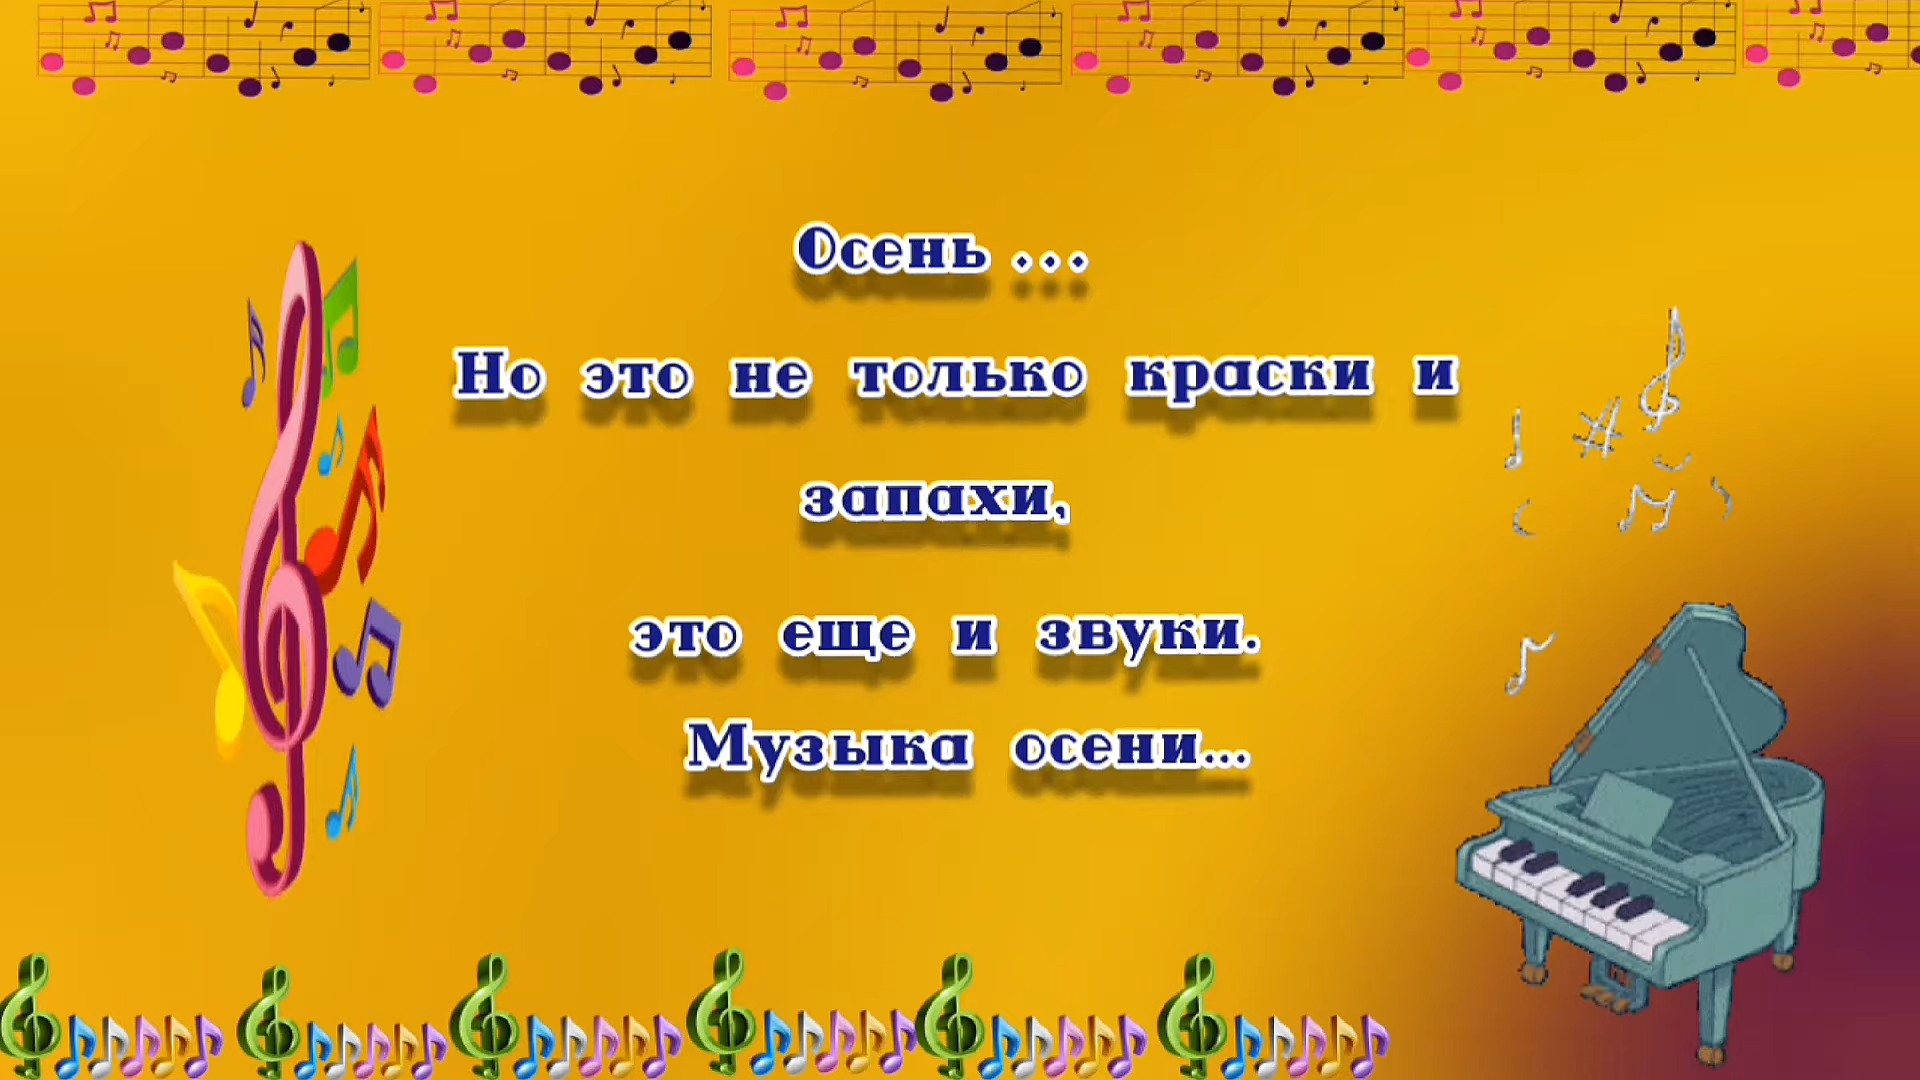 Осень ...
Но это не только краски и
запахи,
это еще и звуки.
Музыка осени...